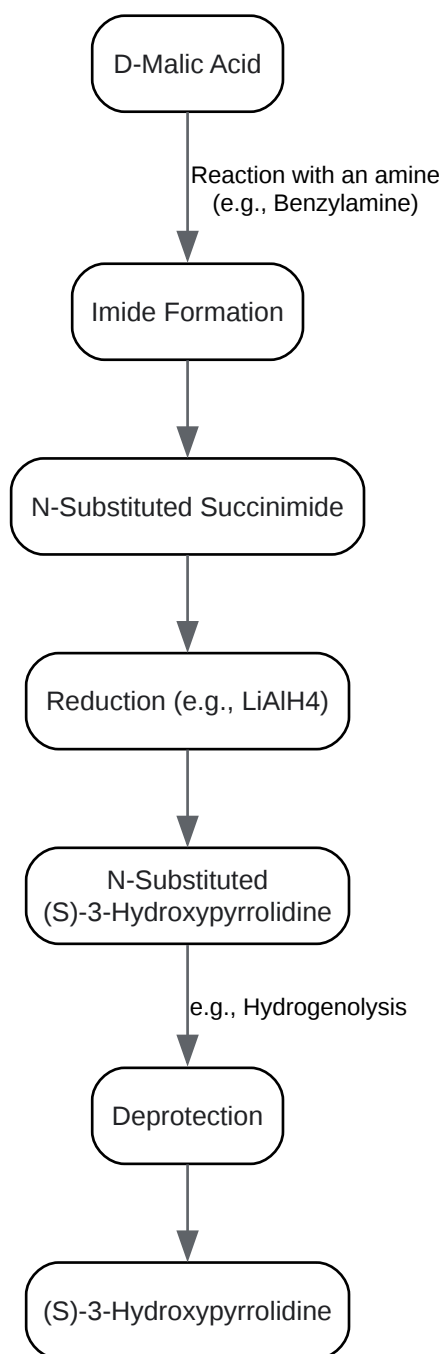 D-Malic Acid
Reaction with an amine
(e.g., Benzylamine)
Imide Formation
N-Substituted Succinimide
Reduction (e.g., LiAlH4)
N-Substituted
(S)-3-Hydroxypyrrolidine
e.g., Hydrogenolysis
Deprotection
(S)-3-Hydroxypyrrolidine